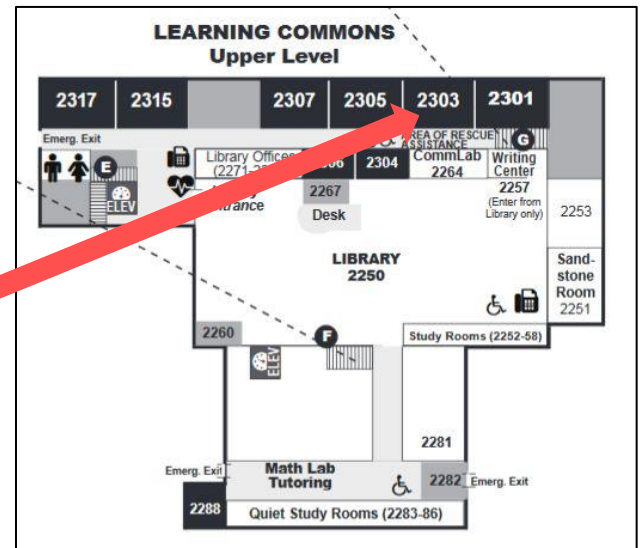 LEARNING COMMONS
Upper Level
2317 2315 2307 2305 2303 2301
Emerg. Exit
AREA OF RESCUE
ASSISTANCE
G
E
ELEV
Library Offices
2304
CommLab
2264
Writing
Center
2257
(Enter from
Library only)
2267
Desk
2253
LIBRARY
2250
Sand-
stone
Room
2251
2260
F
ELEV
Study Rooms (2252-58)
2281
Emerg. Exit
Math Lab
Tutoring
2282
Emerg. Exit
2288
Quiet Study Rooms (2283-86)